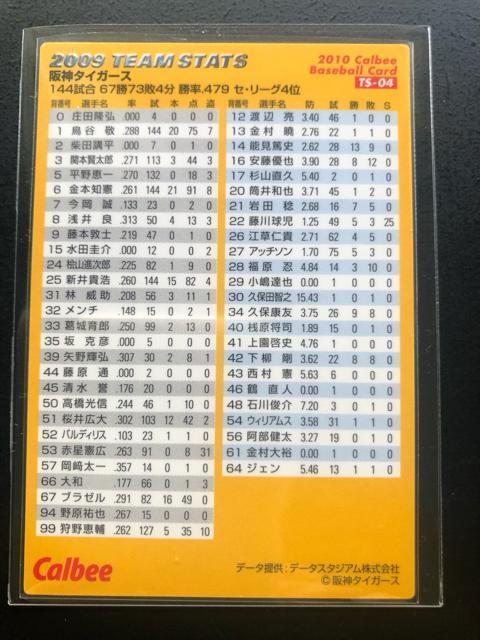 2009 TEAM STATS
阪神タイガース
144試合 67勝73敗4分 勝率.479 セ・リーグ4位
2010 Calbee
Baseball Card
TS-04
背番号 選手名 率 試 本 点 盗
0 庄田隆弘 .000 4 0 0 0
1 鳥谷 敬 .288 144 20 75 7
2 柴田講平 .000 7 0 0 0
3 関本賢太郎 .271 113 3 44 3
5 平野恵一 .270 132 0 18 3
6 金本知憲 .261 144 21 91 8
7 今岡 誠 .133 23 0 2 0
8 浅井 良 .313 50 4 13 3
9 藤本敦士 .219 47 0 1 0
15 水田圭介 .000 12 0 0 2
24 桧山進次郎 .225 82 1 9 0
25 新井貴浩 .260 144 15 82 4
31 林 威助 .208 56 3 11 1
32 メンチ .148 15 0 2 1
33 葛城育郎 .250 99 2 13 0
35 坂 克彦 .000 5 0 0 0
39 矢野輝弘 .307 30 2 8 1
44 藤原 通 .000 2 0 0 0
45 清水 誉 .176 20 0 0 0
50 高橋光信 .244 46 1 10 0
51 桜井広大 .302 103 12 42 2
52 バルディリス .103 23 1 1 0
53 赤星憲広 .263 91 0 8 31
57 岡﨑太一 .357 14 0 1 0
66 大和 .177 66 0 1 3
67 ブラゼル .291 82 16 49 0
94 野原祐也 .267 15 0 0 0
99 狩野恵輔 .262 127 5 35 10
背番号 選手名 防 試 勝 敗 S
12 渡辺 亮 3.40 46 1 0 0
13 金村 曉 2.76 22 1 1 0
14 能見篤史 2.62 28 13 9 0
16 安藤優也 3.90 28 8 12 0
17 杉山直久 5.40 2 0 1 0
20 筒井和也 3.71 45 1 2 0
21 岩田 稔 2.68 16 7 5 0
22 藤川球児 1.25 49 5 3 25
26 江草仁貴 2.71 62 4 5 0
27 アッチソン 1.70 75 5 3 0
28 福原 忍 4.84 14 3 10 0
29 小嶋達也 0.00 1 0 0 0
30 久保田智之 15.43 1 0 1 0
34 久保康友 3.75 26 9 8 0
40 桟原将司 1.89 15 0 1 0
41 上園啓史 4.76 3 0 1 0
42 下柳 剛 3.62 22 8 8 0
43 西村 憲 5.63 6 0 0 0
46 鶴 直人 0.00 1 0 0 0
48 石川俊介 7.20 3 0 1 0
54 ウィリアムス 3.58 31 1 1 0
56 阿部健太 3.27 19 0 1 0
61 金村大裕 0.00 1 0 0 0
64 ジェン 5.46 13 1 1 0
Calbee
データ提供：データスタジアム株式会社
©阪神タイガース